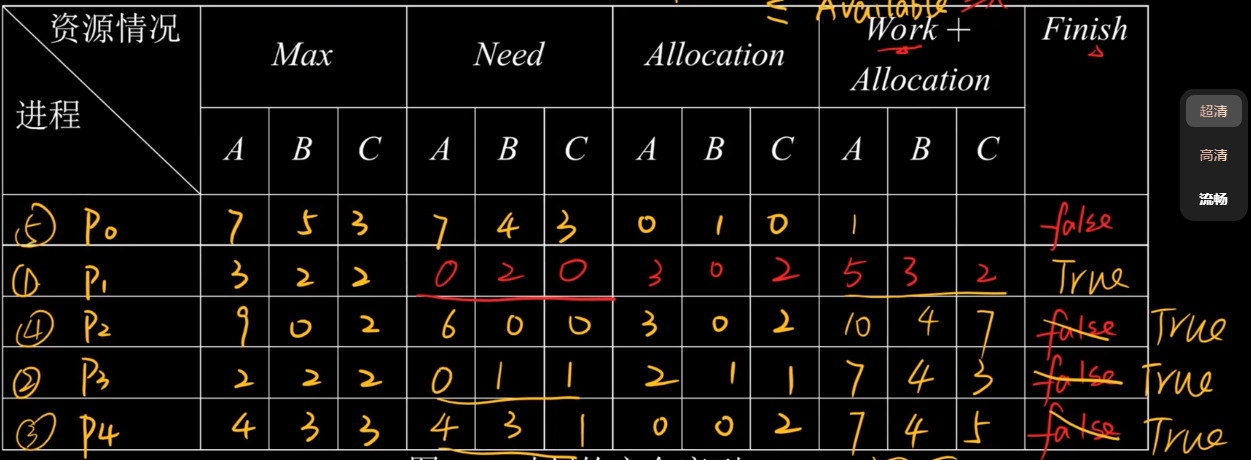 ≤ Available
资源情况
进程
Max Need Allocation Work + Allocation Finish
A B C A B C A B C A B C
⑤ P0 7 5 3 7 4 3 0 1 0 1 false
① P1 3 2 2 0 2 0 3 0 2 5 3 2 True
④ P2 9 0 2 6 0 0 3 0 2 10 4 7 false True
② P3 2 2 2 0 1 1 2 1 1 7 4 3 false True
③ P4 4 3 3 4 3 1 0 0 2 7 4 5 false True
超清
高清
流畅